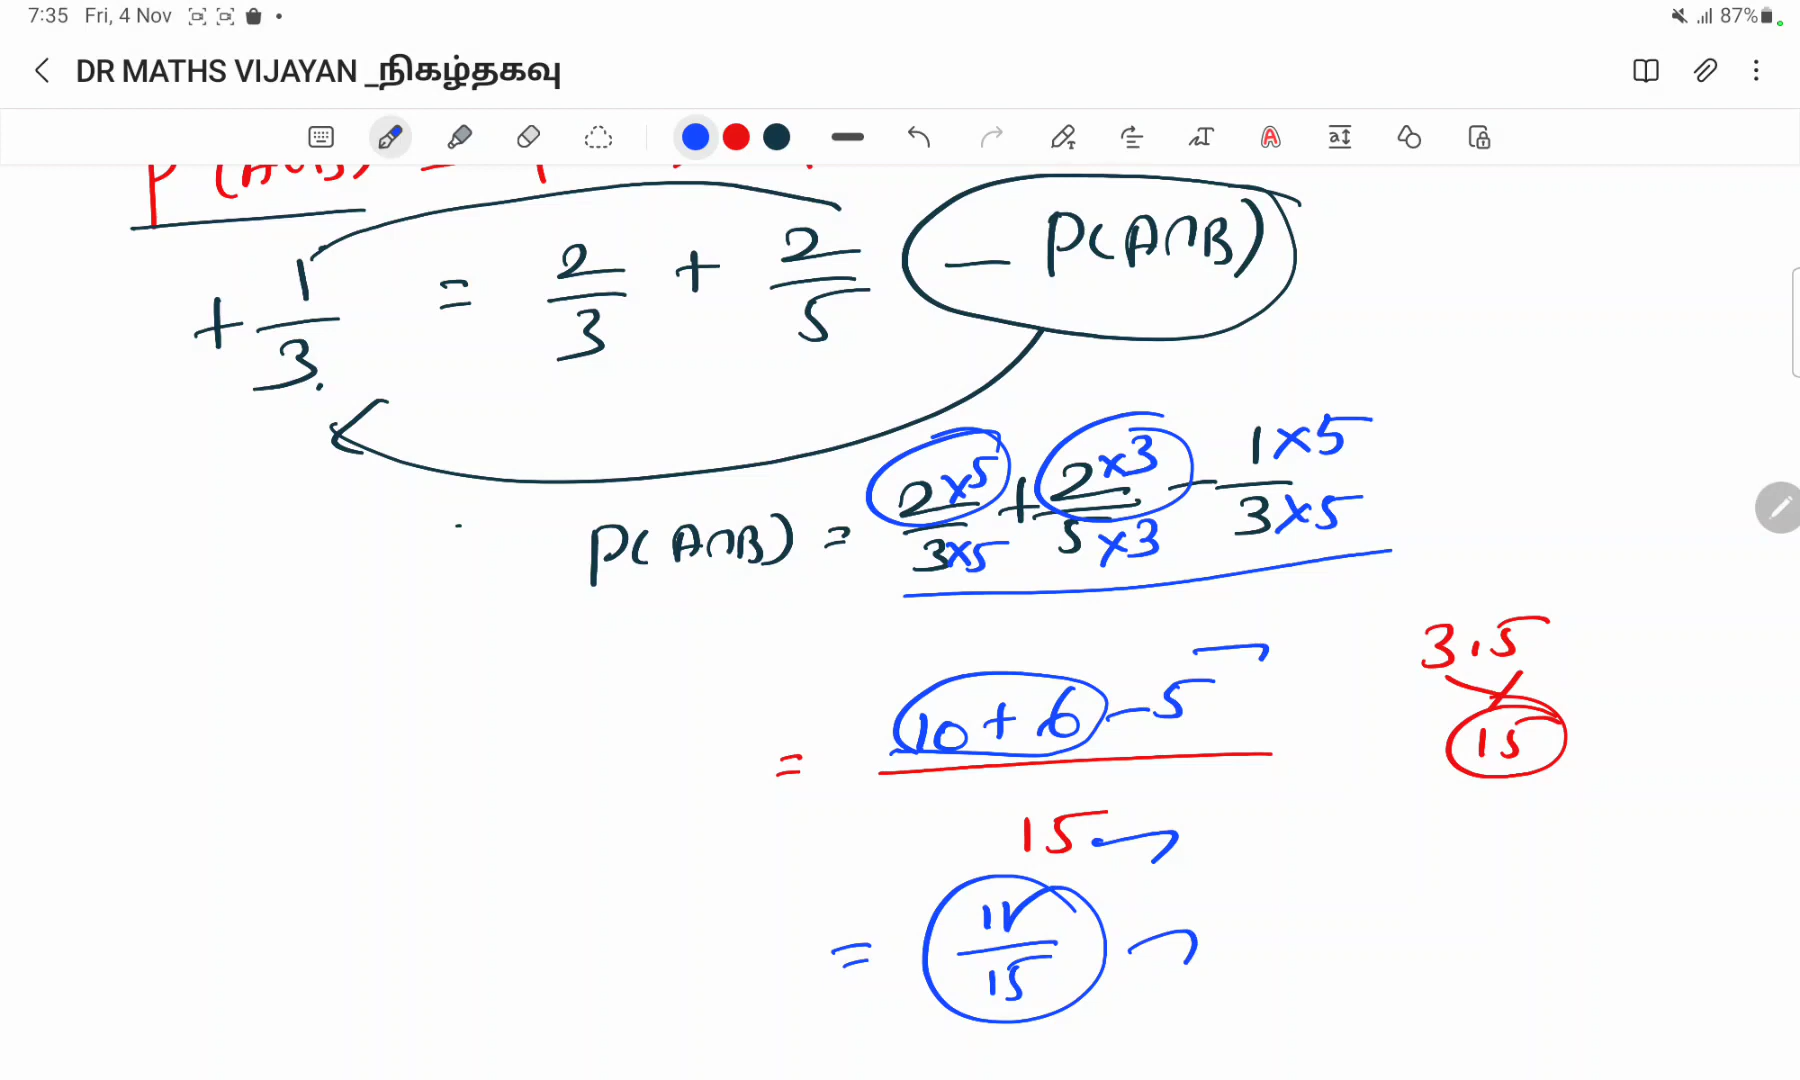 7:35 Fri, 4 Nov 87%
DR MATHS VIJAYAN _நிகழ்தகவு
P(A∪B) =
+ 1/3. = 2/3 + 2/5 − P(A∩B)
P(A∩B) = 2×5/3×5 + 2×3/5×3 − 1×5/3×5
3.5
15
= 10 + 6 − 5
15
= 11/15